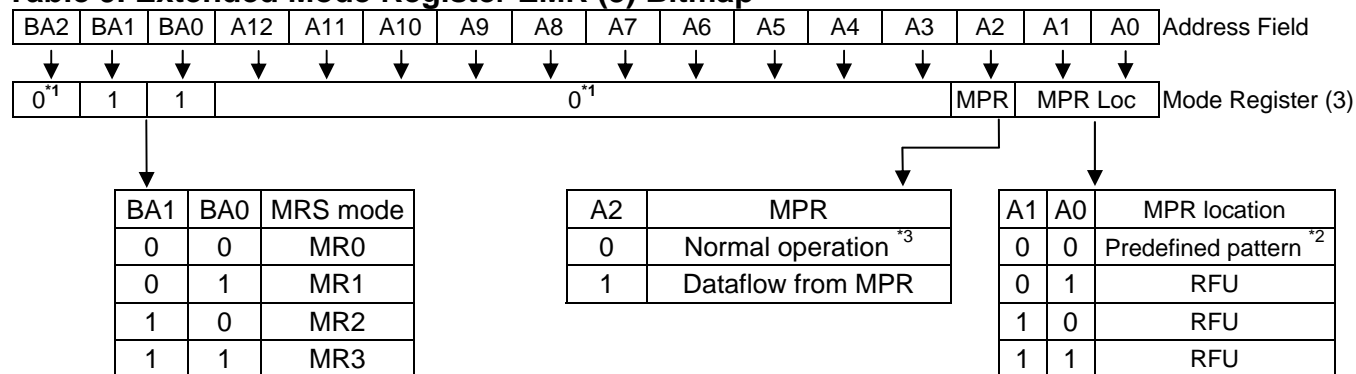 Table 8. Extended Mode Register EMR (3) Bitmap
BA2 BA1 BA0 A12 A11 A10 A9 A8 A7 A6 A5 A4 A3 A2 A1 A0 Address Field
0*1 1 1 0*1 MPR MPR Loc Mode Register (3)
BA1 BA0 MRS mode
0 0 MR0
0 1 MR1
1 0 MR2
1 1 MR3
A2 MPR
0 Normal operation *3
1 Dataflow from MPR
A1 A0 MPR location
0 0 Predefined pattern *2
0 1 RFU
1 0 RFU
1 1 RFU